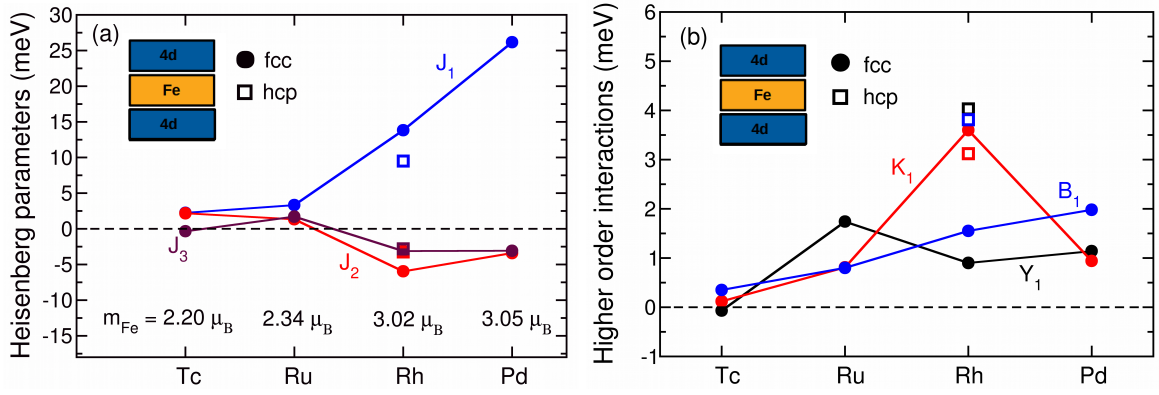 Heisenberg parameters (meV)
30
25
20
15
10
5
0
-5
-10
-15
(a)
4d
Fe
4d
fcc
hcp
J1
J2
J3
mFe = 2.20 μB 2.34 μB 3.02 μB 3.05 μB
Tc Ru Rh Pd
Higher order interactions (meV)
6
5
4
3
2
1
0
-1
(b)
4d
Fe
4d
fcc
hcp
K1
B1
Y1
Tc Ru Rh Pd